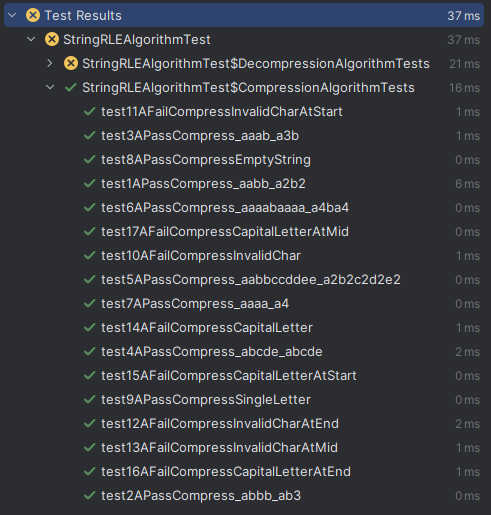 Test Results 37 ms
StringRLEAlgorithmTest 37 ms
StringRLEAlgorithmTest$DecompressionAlgorithmTests 21 ms
StringRLEAlgorithmTest$CompressionAlgorithmTests 16 ms
test11AFailCompressInvalidCharAtStart 1 ms
test3APassCompress_aaab_a3b 1 ms
test8APassCompressEmptyString 0 ms
test1APassCompress_aabb_a2b2 6 ms
test6APassCompress_aaaabaaaa_a4ba4 0 ms
test17AFailCompressCapitalLetterAtMid 0 ms
test10AFailCompressInvalidChar 1 ms
test5APassCompress_aabbccddee_a2b2c2d2e2 0 ms
test7APassCompress_aaaa_a4 0 ms
test14AFailCompressCapitalLetter 1 ms
test4APassCompress_abcde_abcde 2 ms
test15AFailCompressCapitalLetterAtStart 0 ms
test9APassCompressSingleLetter 0 ms
test12AFailCompressInvalidCharAtEnd 2 ms
test13AFailCompressInvalidCharAtMid 1 ms
test16AFailCompressCapitalLetterAtEnd 1 ms
test2APassCompress_abbb_ab3 0 ms